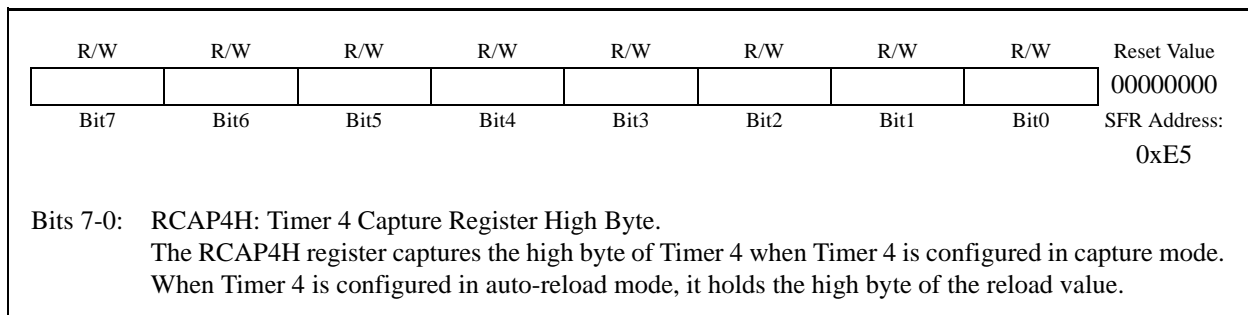 R/W R/W R/W R/W R/W R/W R/W R/W Reset Value
00000000
Bit7 Bit6 Bit5 Bit4 Bit3 Bit2 Bit1 Bit0 SFR Address:
0xE5
Bits 7-0: RCAP4H: Timer 4 Capture Register High Byte.
The RCAP4H register captures the high byte of Timer 4 when Timer 4 is configured in capture mode.
When Timer 4 is configured in auto-reload mode, it holds the high byte of the reload value.